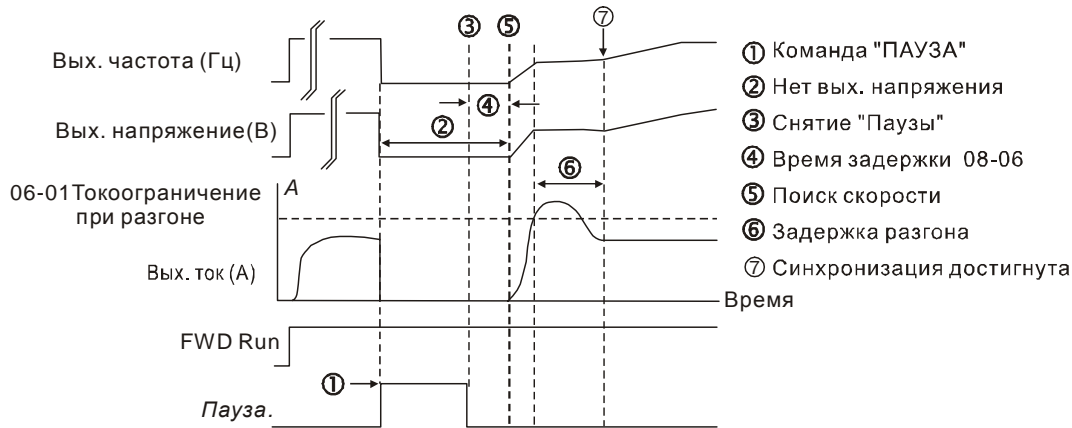 ③ ⑤ ⑦
Вых. частота (Гц)
④
Вых. напряжение(В)
②
06-01Токоограничение
при разгоне
A
⑥
Вых. ток (А)
Время
FWD Run
①
Пауза.
① Команда "ПАУЗА"
② Нет вых. напряжения
③ Снятие "Паузы"
④ Время задержки 08-06
⑤ Поиск скорости
⑥ Задержка разгона
⑦ Синхронизация достигнута